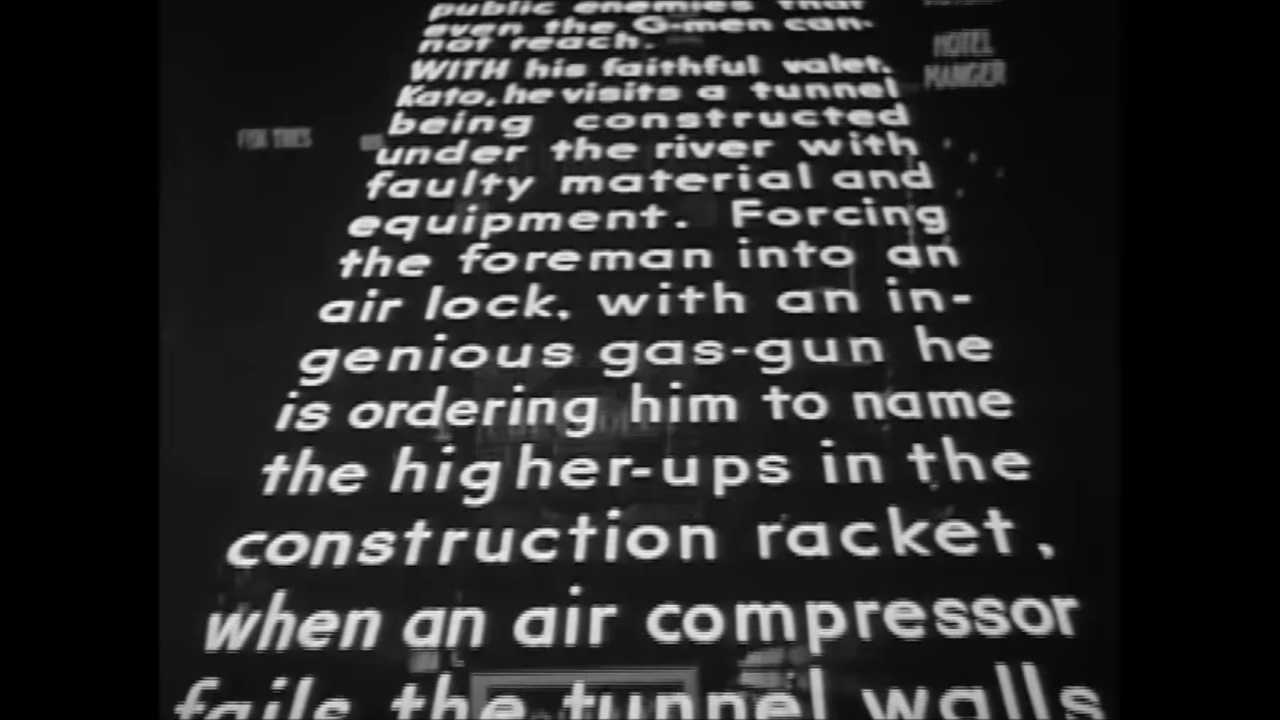 public enemies that
even the G-men can-
not reach.
WITH his faithful valet,
Kato, he visits a tunnel
being constructed
under the river with
faulty material and
equipment. Forcing
the foreman into an
air lock, with an in-
genious gas-gun he
is ordering him to name
the higher-ups in the
construction racket,
when an air compressor
fails the tunnel walls
HOTEL
MANGER